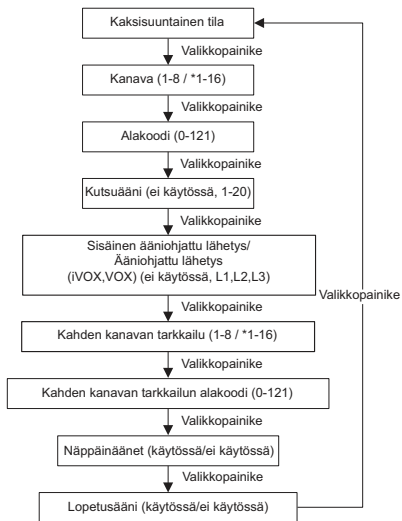 Kaksisuuntainen tila
Valikkopainike
Kanava (1-8 / *1-16)
Valikkopainike
Alakoodi (0-121)
Valikkopainike
Kutsuääni (ei käytössä, 1-20)
Valikkopainike
Sisäinen ääniohjattu lähetys/
Ääniohjattu lähetys
(iVOX,VOX) (ei käytössä, L1,L2,L3)
Valikkopainike
Valikkopainike
Kahden kanavan tarkkailu (1-8 / *1-16)
Valikkopainike
Kahden kanavan tarkkailun alakoodi (0-121)
Valikkopainike
Näppäinäänet (käytössä/ei käytössä)
Valikkopainike
Lopetusääni (käytössä/ei käytössä)